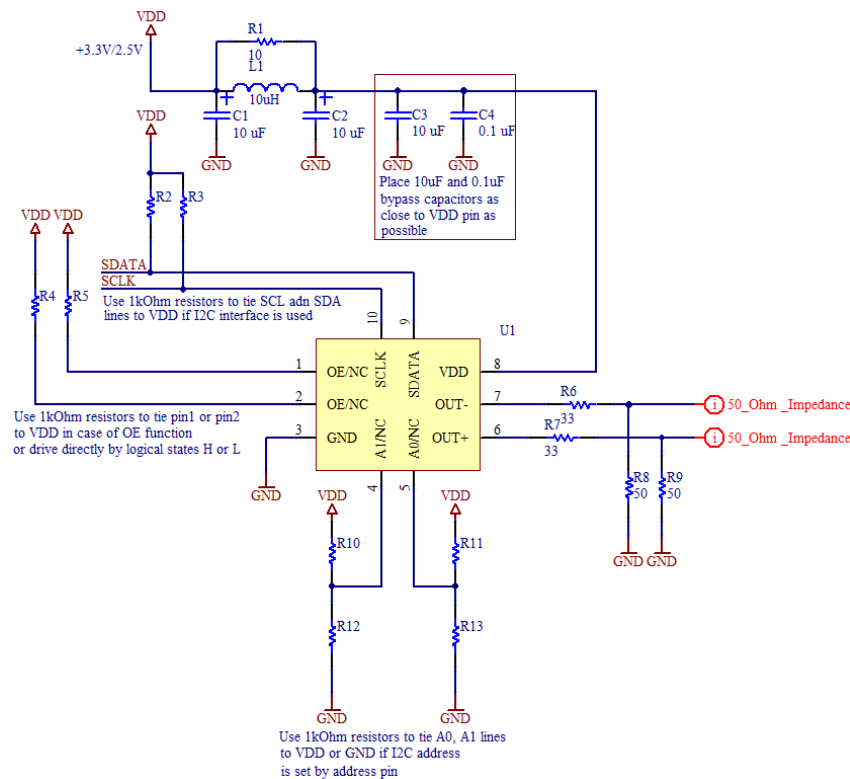 VDD
+3.3V/2.5V
R1
10
L1
10uH
C1
10 uF
C2
10 uF
C3
10 uF
C4
0.1 uF
GND
GND
GND
GND
Place 10uF and 0.1uF
bypass capacitors as
close to VDD pin as
possible
VDD
R2
R3
VDD
VDD
SDATA
SCLK
R4
R5
Use 1kOhm resistors to tie SCL adn SDA
lines to VDD if I2C interface is used
10
9
U1
1
OE/NC
SCLK
SDATA
VDD
8
2
OE/NC
OUT-
7
3
GND
A1/NC
A0/NC
OUT+
6
4
5
R6
33
50_Ohm _Impedance
R7
33
50_Ohm _Impedance
i
i
Use 1kOhm resistors to tie pin1 or pin2
to VDD in case of OE function
or drive directly by logical states H or L
GND
R8
50
R9
50
GND
GND
VDD
VDD
R10
R11
R12
R13
GND
GND
Use 1kOhm resistors to tie A0, A1 lines
to VDD or GND if I2C address
is set by address pin